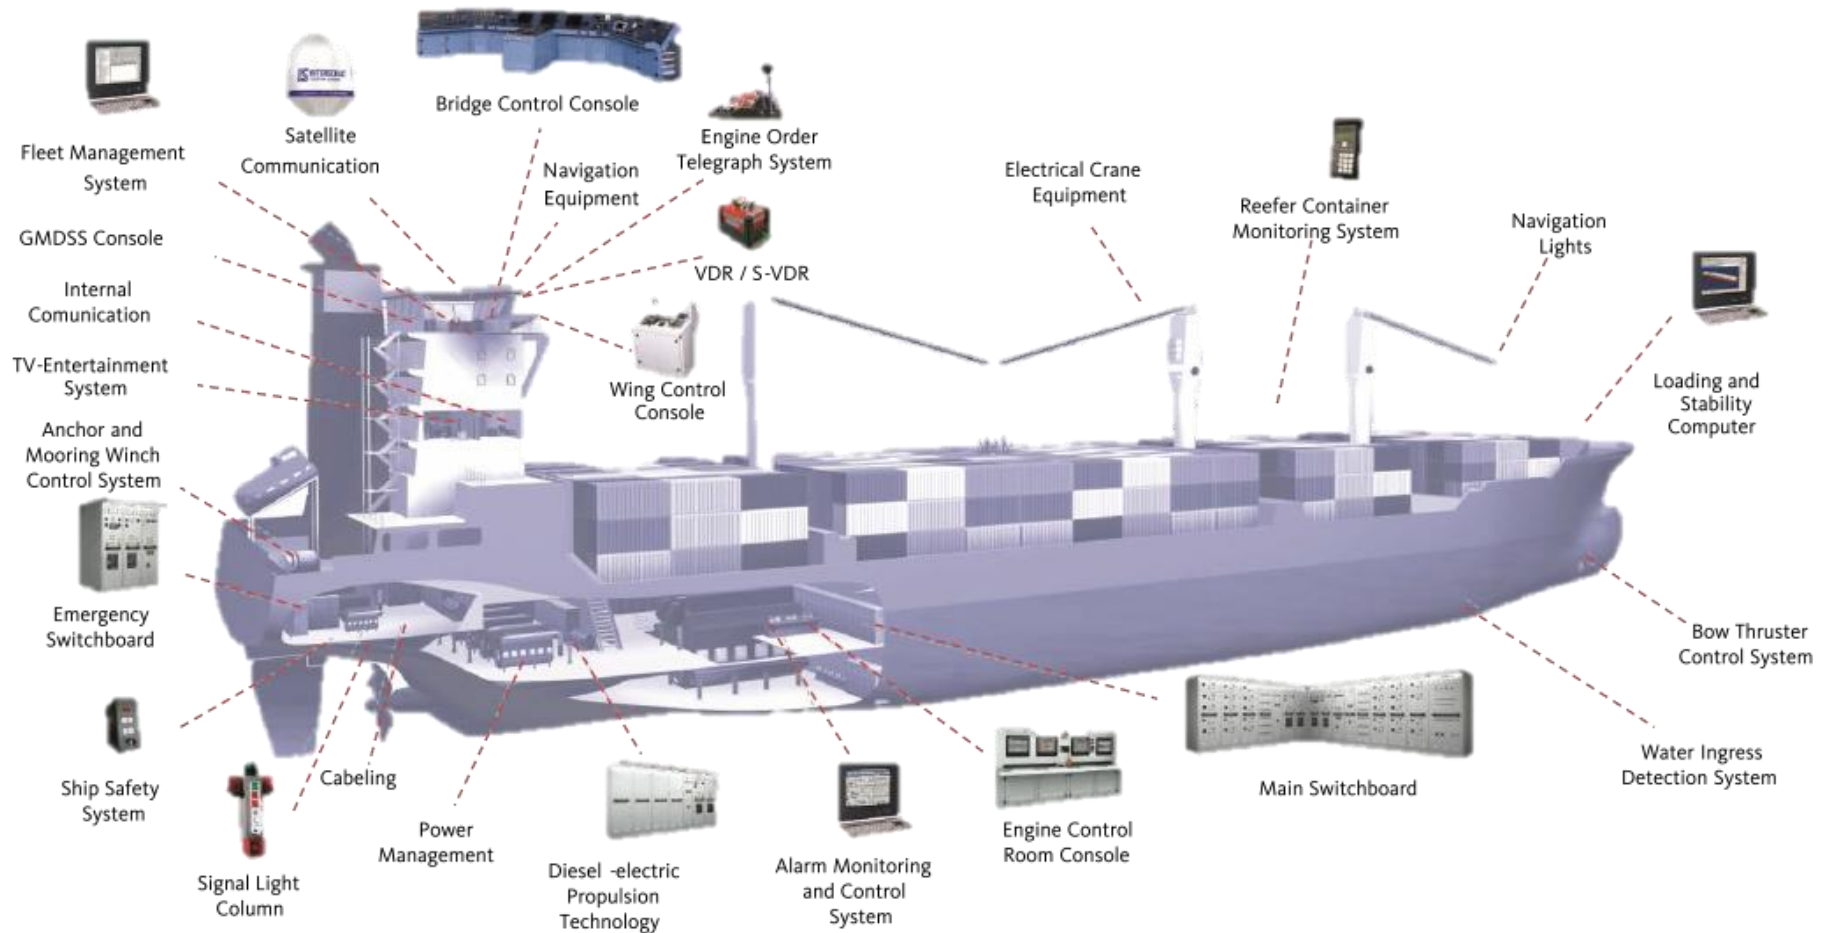 Bridge Control Console
Satellite
Communication
Engine Order
Telegraph System
Fleet Management
System
Navigation
Equipment
Electrical Crane
Equipment
Reefer Container
Monitoring System
Navigation
Lights
GMDSS Console
VDR / S-VDR
Internal
Comunication
TV-Entertainment
System
Wing Control
Console
Loading and
Stability
Computer
Anchor and
Mooring Winch
Control System
Emergency
Switchboard
Bow Thruster
Control System
Water Ingress
Detection System
Ship Safety
System
Cabeling
Main Switchboard
Power
Management
Engine Control
Room Console
Signal Light
Column
Diesel -electric
Propulsion
Technology
Alarm Monitoring
and Control
System